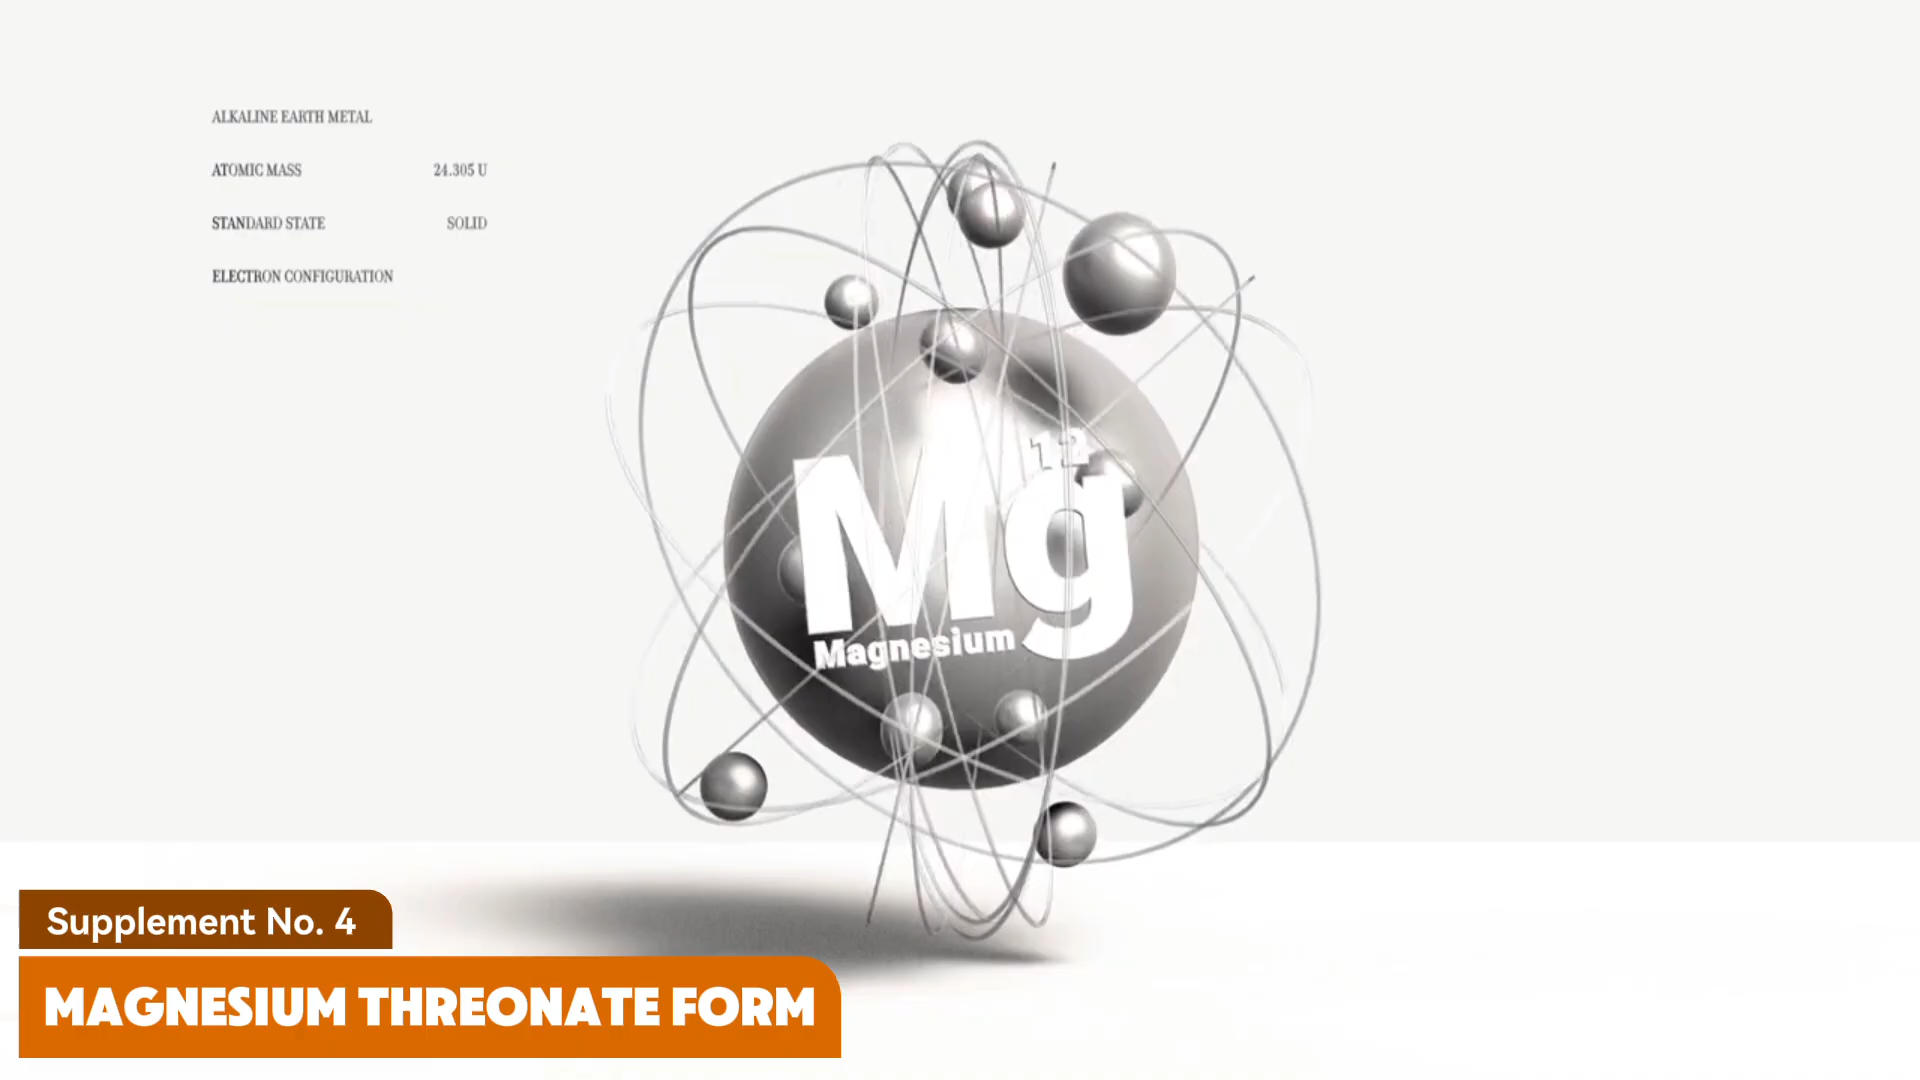 ALKALINE EARTH METAL
ATOMIC MASS 24.305 U
STANDARD STATE SOLID
ELECTRON CONFIGURATION
12
Mg
Magnesium
Supplement No. 4
MAGNESIUM THREONATE FORM